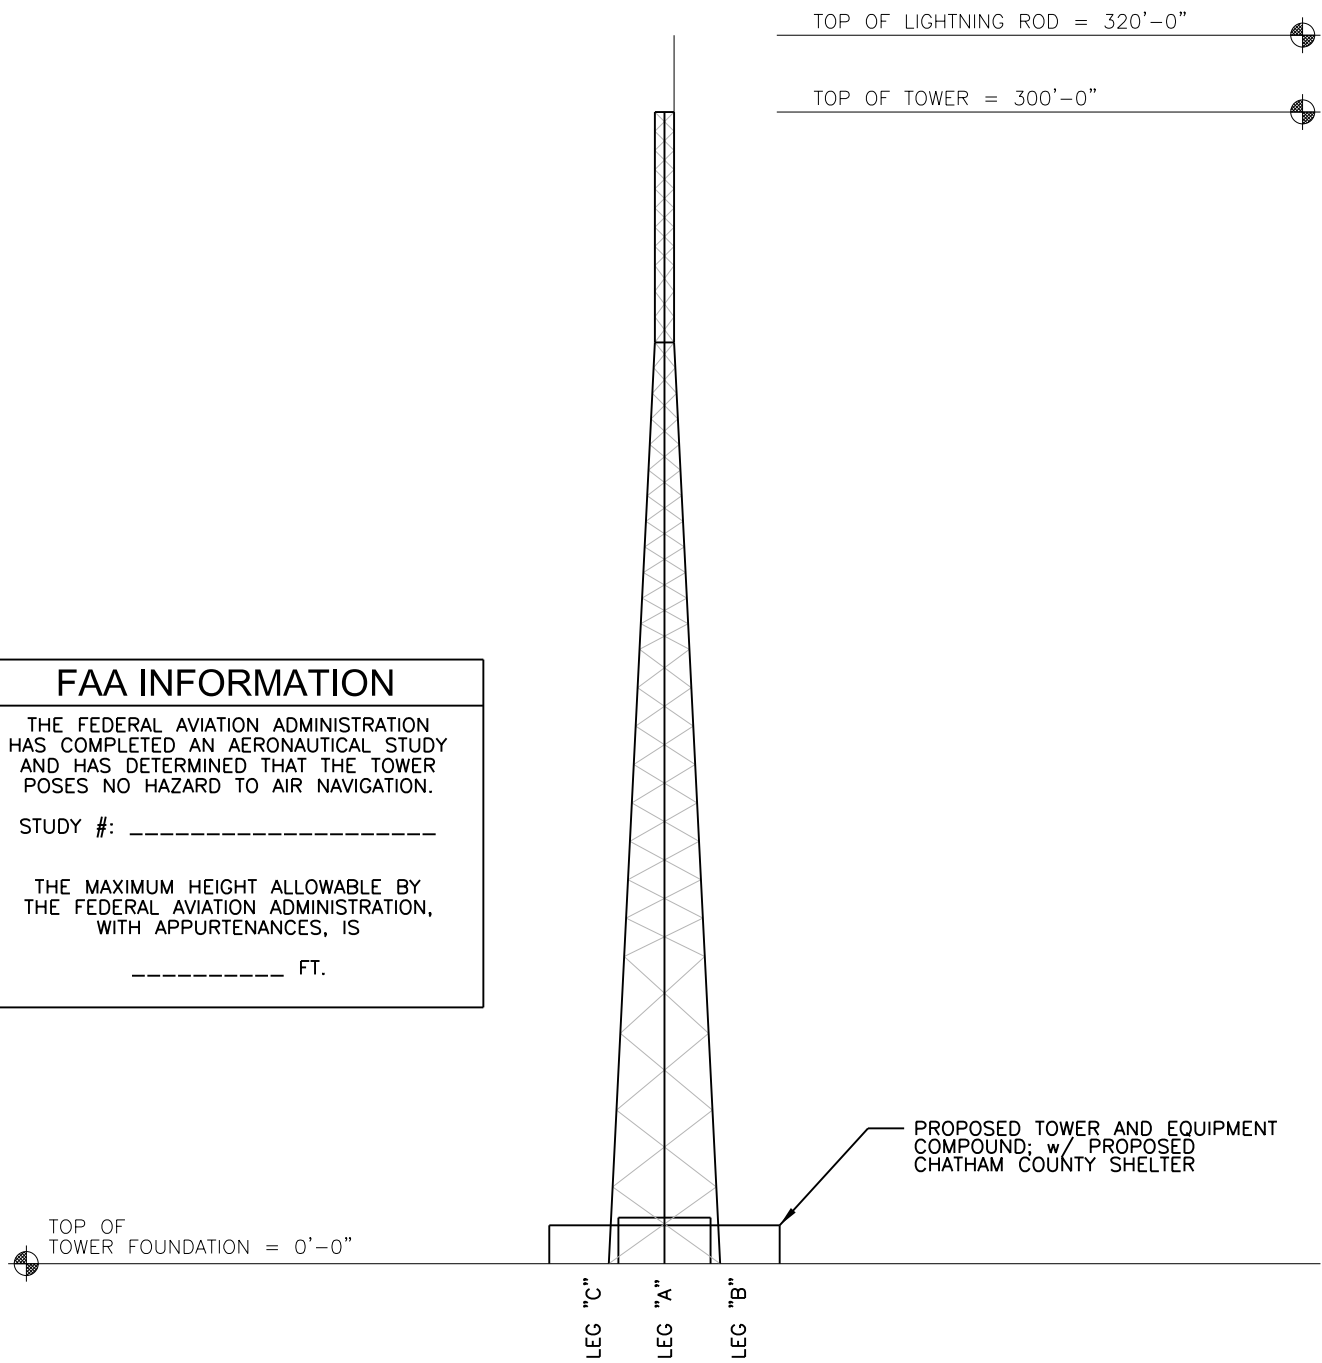 TOP OF LIGHTNING ROD = 320'-0"
TOP OF TOWER = 300'-0"
FAA INFORMATION
THE FEDERAL AVIATION ADMINISTRATION
HAS COMPLETED AN AERONAUTICAL STUDY
AND HAS DETERMINED THAT THE TOWER
POSES NO HAZARD TO AIR NAVIGATION.
STUDY #: ____________________
THE MAXIMUM HEIGHT ALLOWABLE BY
THE FEDERAL AVIATION ADMINISTRATION,
WITH APPURTENANCES, IS
__________ FT.
PROPOSED TOWER AND EQUIPMENT
COMPOUND; w/ PROPOSED
CHATHAM COUNTY SHELTER
TOP OF
TOWER FOUNDATION = 0'-0"
LEG "C"
LEG "A"
LEG "B"